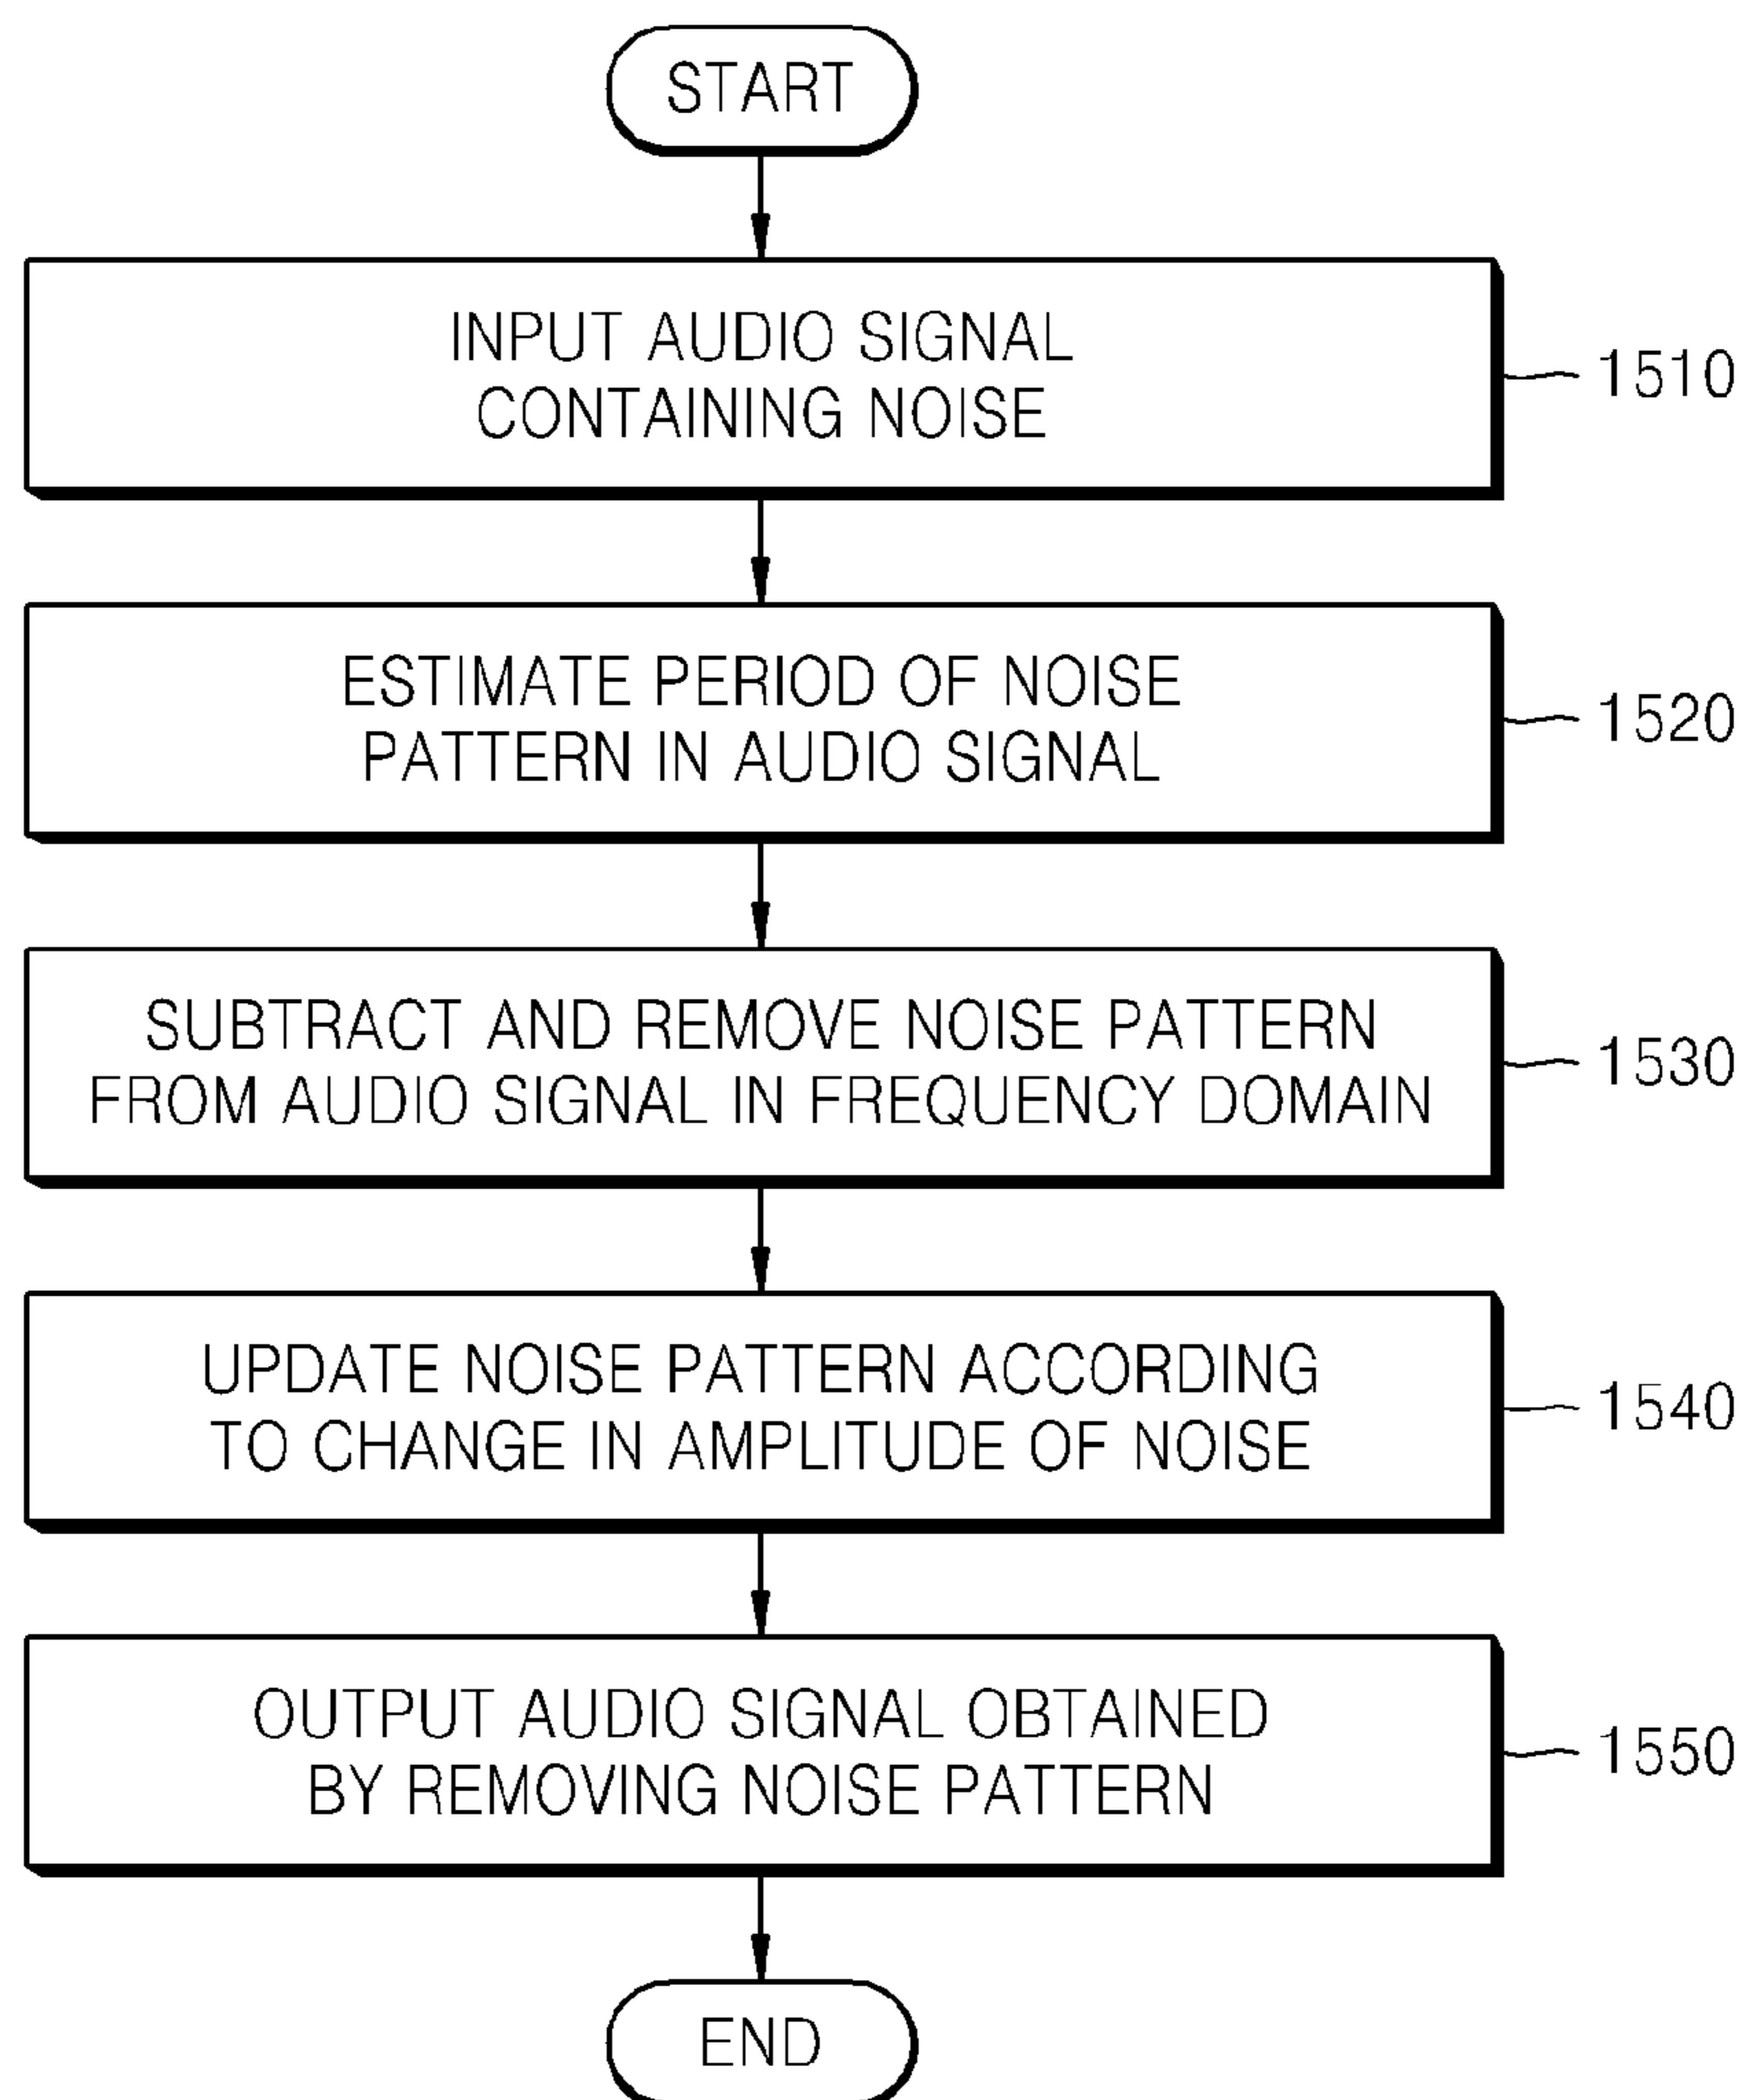 START
INPUT AUDIO SIGNAL
CONTAINING NOISE
1510
ESTIMATE PERIOD OF NOISE
PATTERN IN AUDIO SIGNAL
1520
SUBTRACT AND REMOVE NOISE PATTERN
FROM AUDIO SIGNAL IN FREQUENCY DOMAIN
1530
UPDATE NOISE PATTERN ACCORDING
TO CHANGE IN AMPLITUDE OF NOISE
1540
OUTPUT AUDIO SIGNAL OBTAINED
BY REMOVING NOISE PATTERN
1550
END